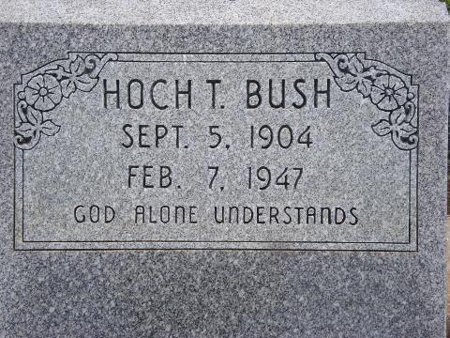 HOCH T. BUSH
SEPT. 5, 1904
FEB. 7, 1947
GOD ALONE UNDERSTANDS